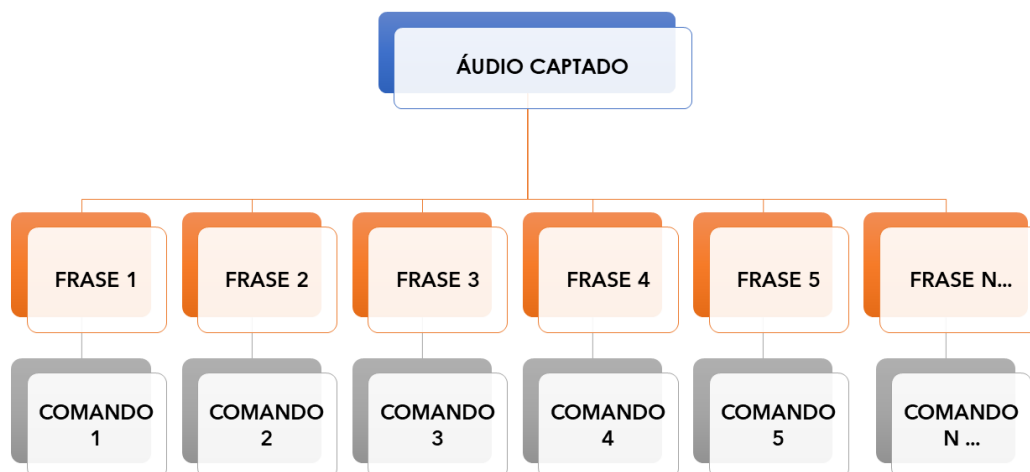 ÁUDIO CAPTADO
FRASE 1
FRASE 2
FRASE 3
FRASE 4
FRASE 5
FRASE N...
COMANDO
1
COMANDO
2
COMANDO
3
COMANDO
4
COMANDO
5
COMANDO
N ...